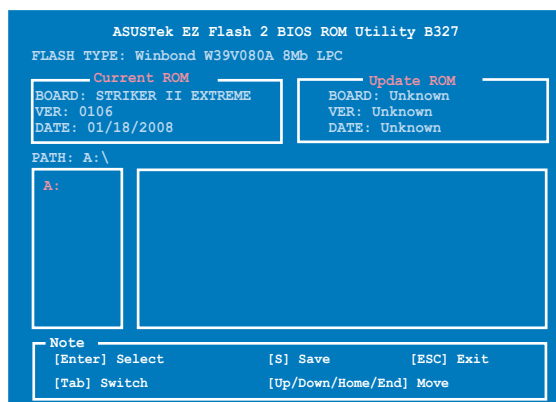 ASUSTek EZ Flash 2 BIOS ROM Utility B327
FLASH TYPE: Winbond W39V080A 8Mb LPC
Current ROM
BOARD: STRIKER II EXTREME
VER: 0106
DATE: 01/18/2008
Update ROM
BOARD: Unknown
VER: Unknown
DATE: Unknown
PATH: A:\
A:
Note
[Enter] Select [S] Save [ESC] Exit
[Tab] Switch [Up/Down/Home/End] Move